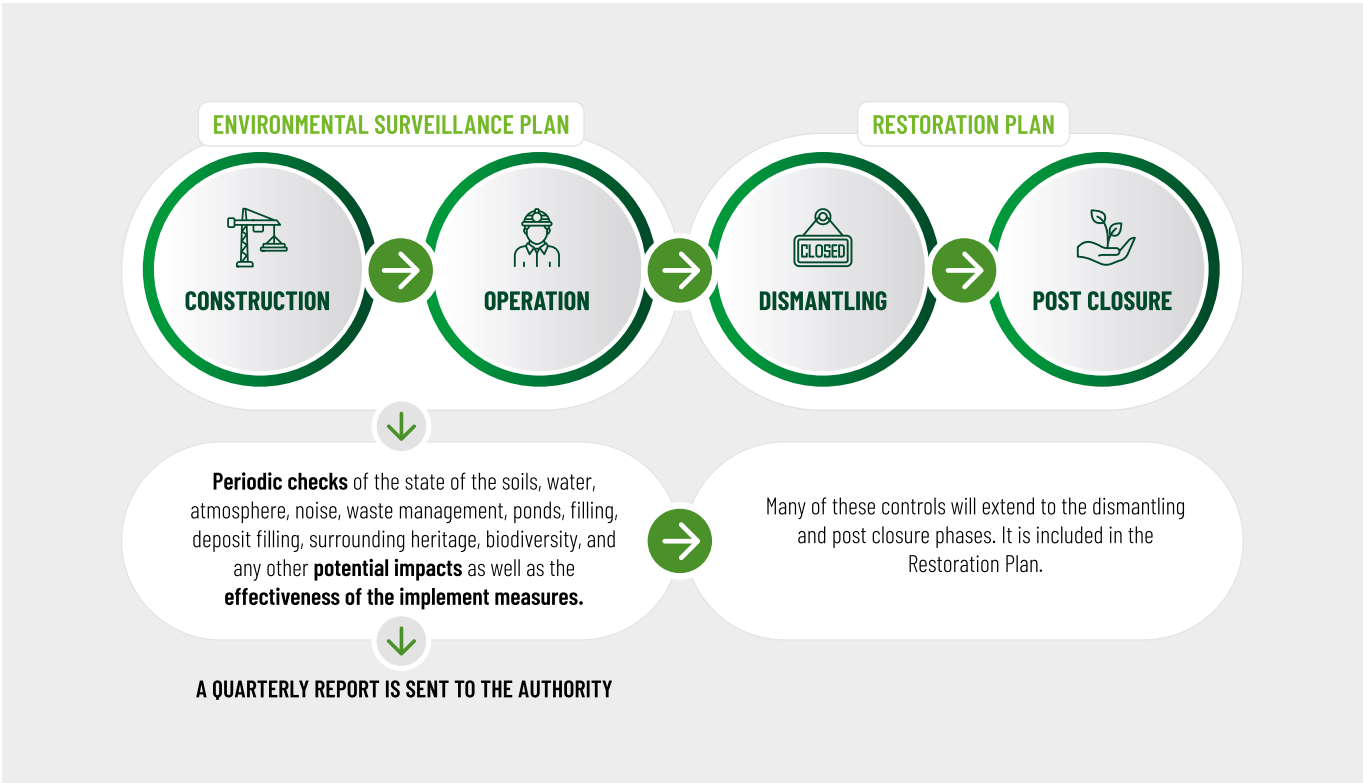 ENVIRONMENTAL SURVEILLANCE PLAN
RESTORATION PLAN
CONSTRUCTION
OPERATION
CLOSED
DISMANTLING
POST CLOSURE
Periodic checks of the state of the soils, water,
atmosphere, noise, waste management, ponds, filling,
deposit filling, surrounding heritage, biodiversity, and
any other potential impacts as well as the
effectiveness of the implement measures.
Many of these controls will extend to the dismantling
and post closure phases. It is included in the
Restoration Plan.
A QUARTERLY REPORT IS SENT TO THE AUTHORITY